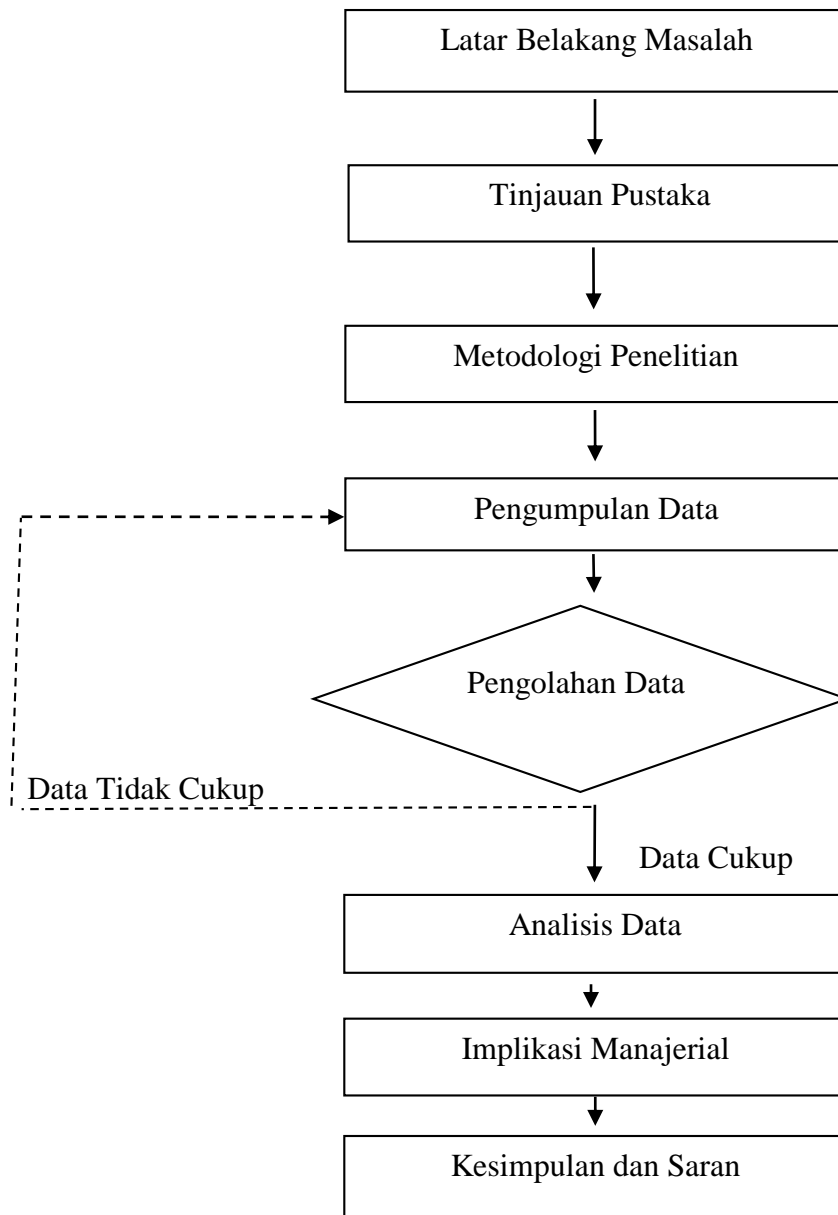 Latar Belakang Masalah
Tinjauan Pustaka
Metodologi Penelitian
Pengumpulan Data
Pengolahan Data
Data Tidak Cukup
Data Cukup
Analisis Data
Implikasi Manajerial
Kesimpulan dan Saran